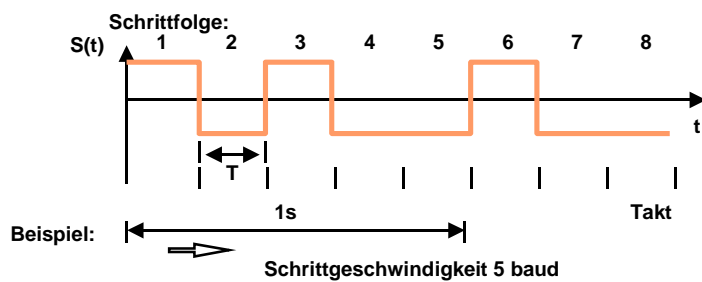 Schrittfolge:
S(t) 1 2 3 4 5 6 7 8
t
T
1s Takt
Beispiel:
Schrittgeschwindigkeit 5 baud